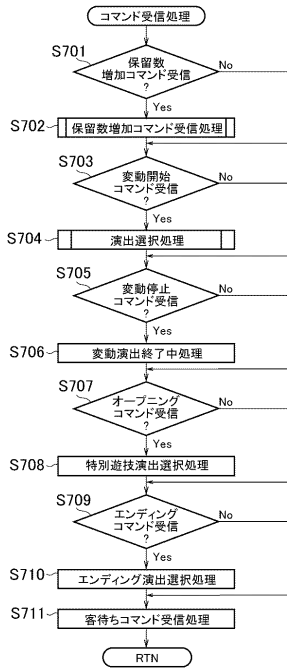 コマンド受信処理
S701
保留数
増加コマンド受信
?
No
Yes
S702
保留数増加コマンド受信処理
S703
変動開始
コマンド受信
?
No
Yes
S704
演出選択処理
S705
変動停止
コマンド受信
?
No
Yes
S706
変動演出終了中処理
S707
オープニング
コマンド受信
?
No
Yes
S708
特別遊技演出選択処理
S709
エンディング
コマンド受信
?
No
Yes
S710
エンディング演出選択処理
S711
客待ちコマンド受信処理
RTN